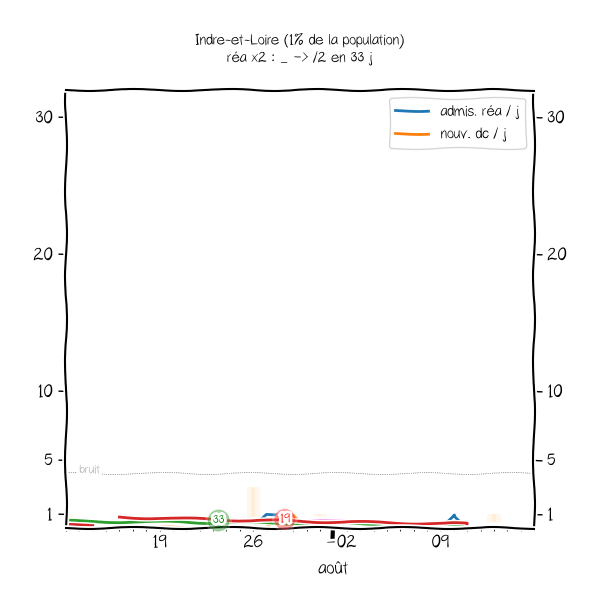 Indre-et-Loire (1% de la population)
réa x2 : _ -> /2 en 33 j
admis. réa / j
nouv. dc / j
30
30
20
20
10
10
5
5
bruit
1
1
33
19
19
26
02
09
août